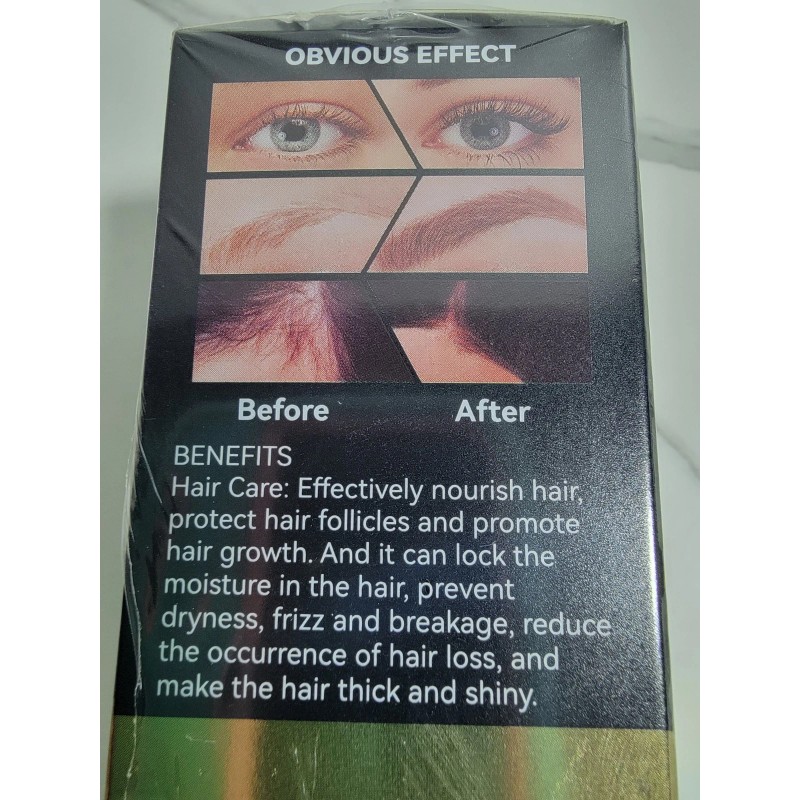 OBVIOUS EFFECT
Before After
BENEFITS
Hair Care: Effectively nourish hair,
protect hair follicles and promote
hair growth. And it can lock the
moisture in the hair, prevent
dryness, frizz and breakage, reduce
the occurrence of hair loss, and
make the hair thick and shiny.